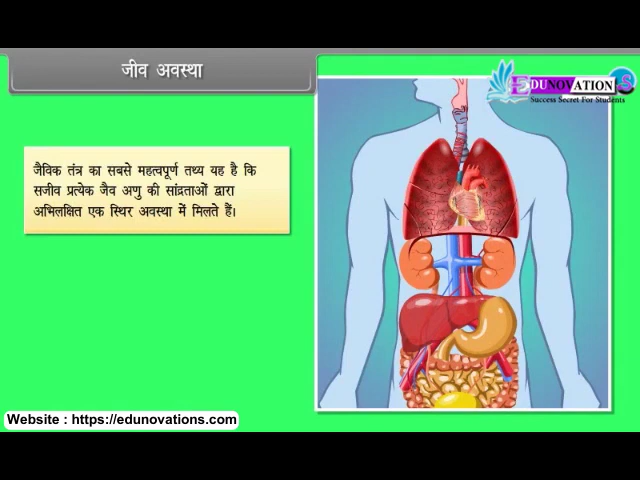 जीव अवस्था
EDUNOVATIONS
Success Secret For Students
जैविक तंत्र का सबसे महत्वपूर्ण तथ्य यह है कि
सजीव प्रत्येक जैव अणु की सांद्रताओं द्वारा
अभिलक्षित एक स्थिर अवस्था में मिलते हैं।
Website : https://edunovations.com